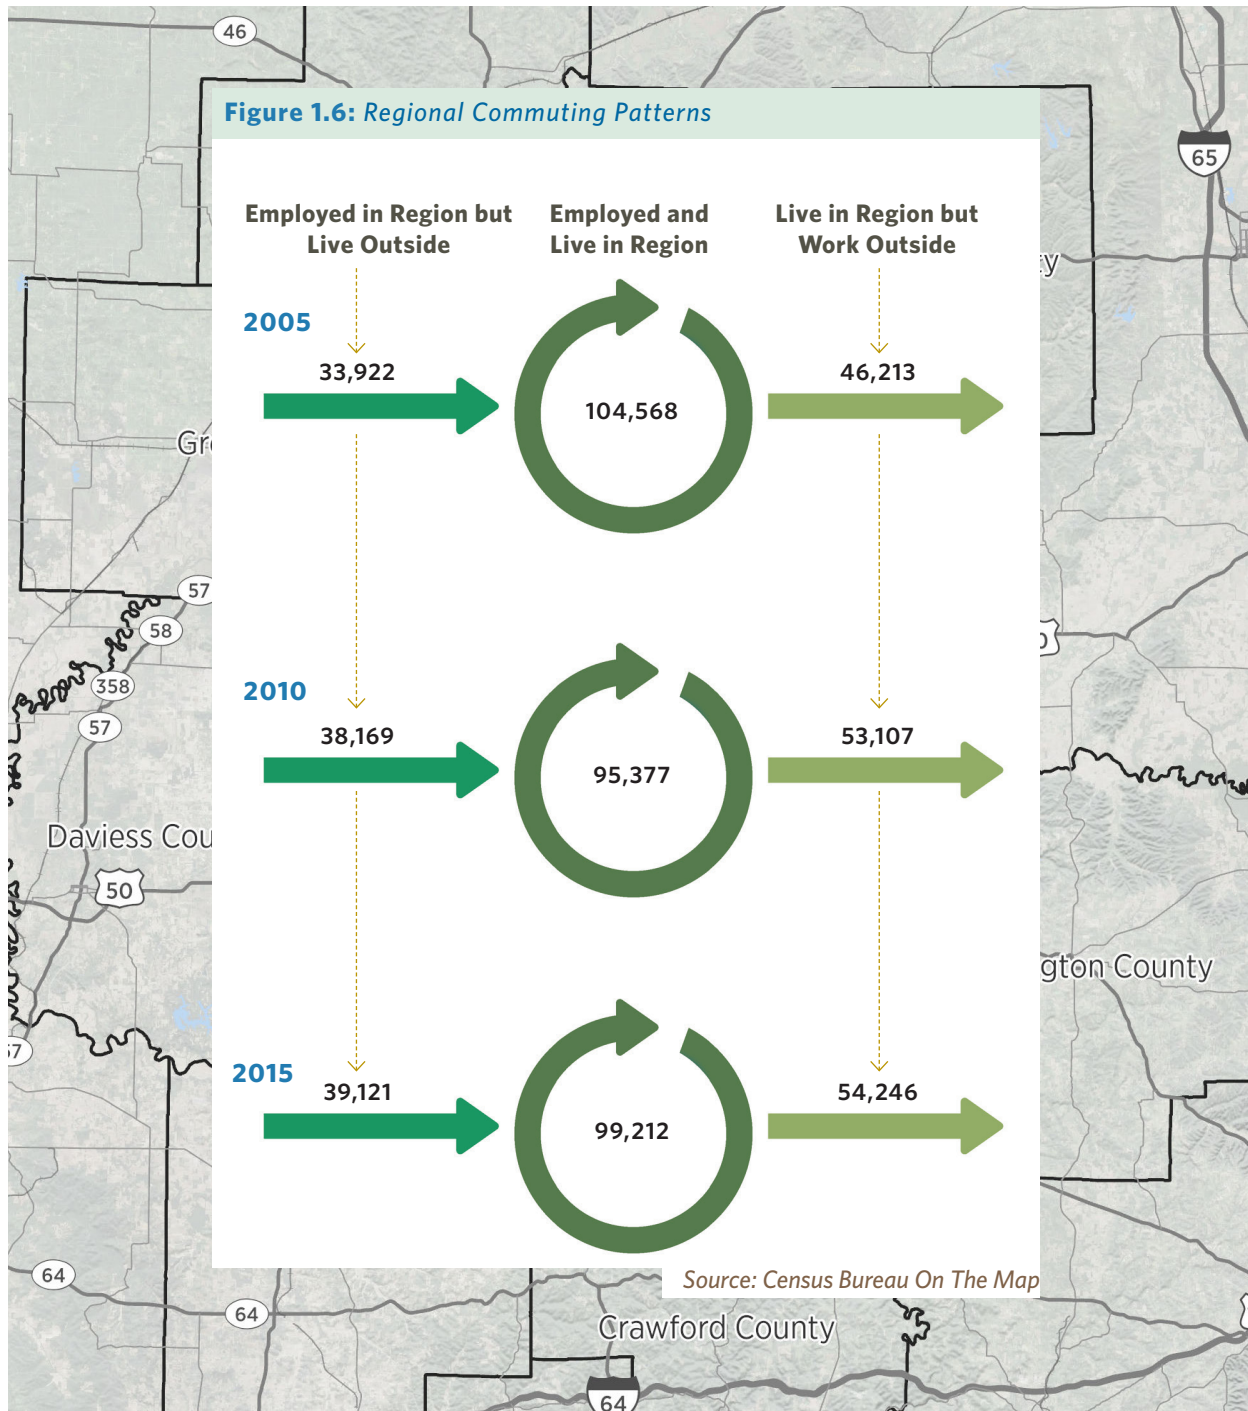 46
Figure 1.6: Regional Commuting Patterns
65
Employed in Region but
Live Outside
Employed and
Live in Region
Live in Region but
Work Outside
ty
2005
33,922
104,568
46,213
Gr
57
58
358
57
2010
38,169
95,377
53,107
Daviess Cou
50
gton County
57
2015
39,121
99,212
54,246
64
64
Source: Census Bureau On The Map
Crawford County
64